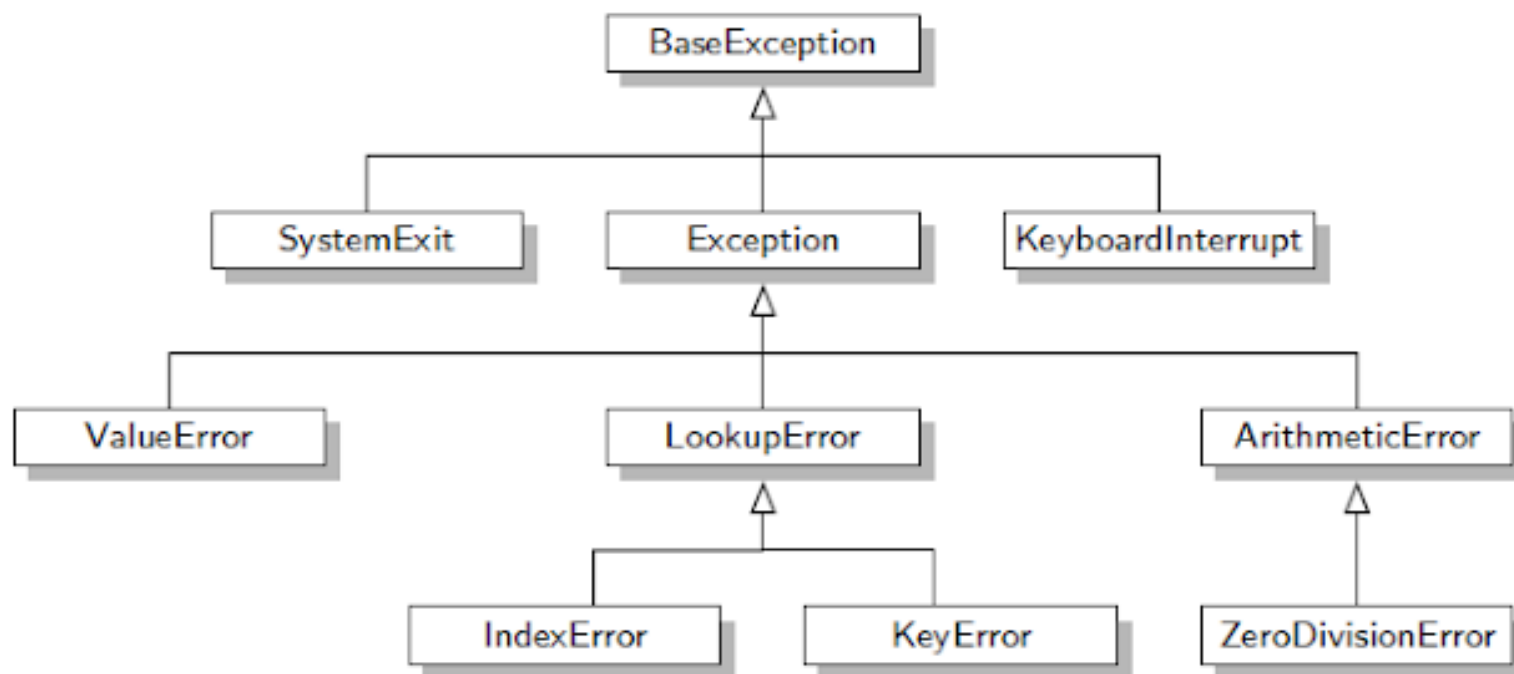 BaseException
SystemExit
Exception
KeyboardInterrupt
ValueError
LookupError
ArithmeticError
IndexError
KeyError
ZeroDivisionError